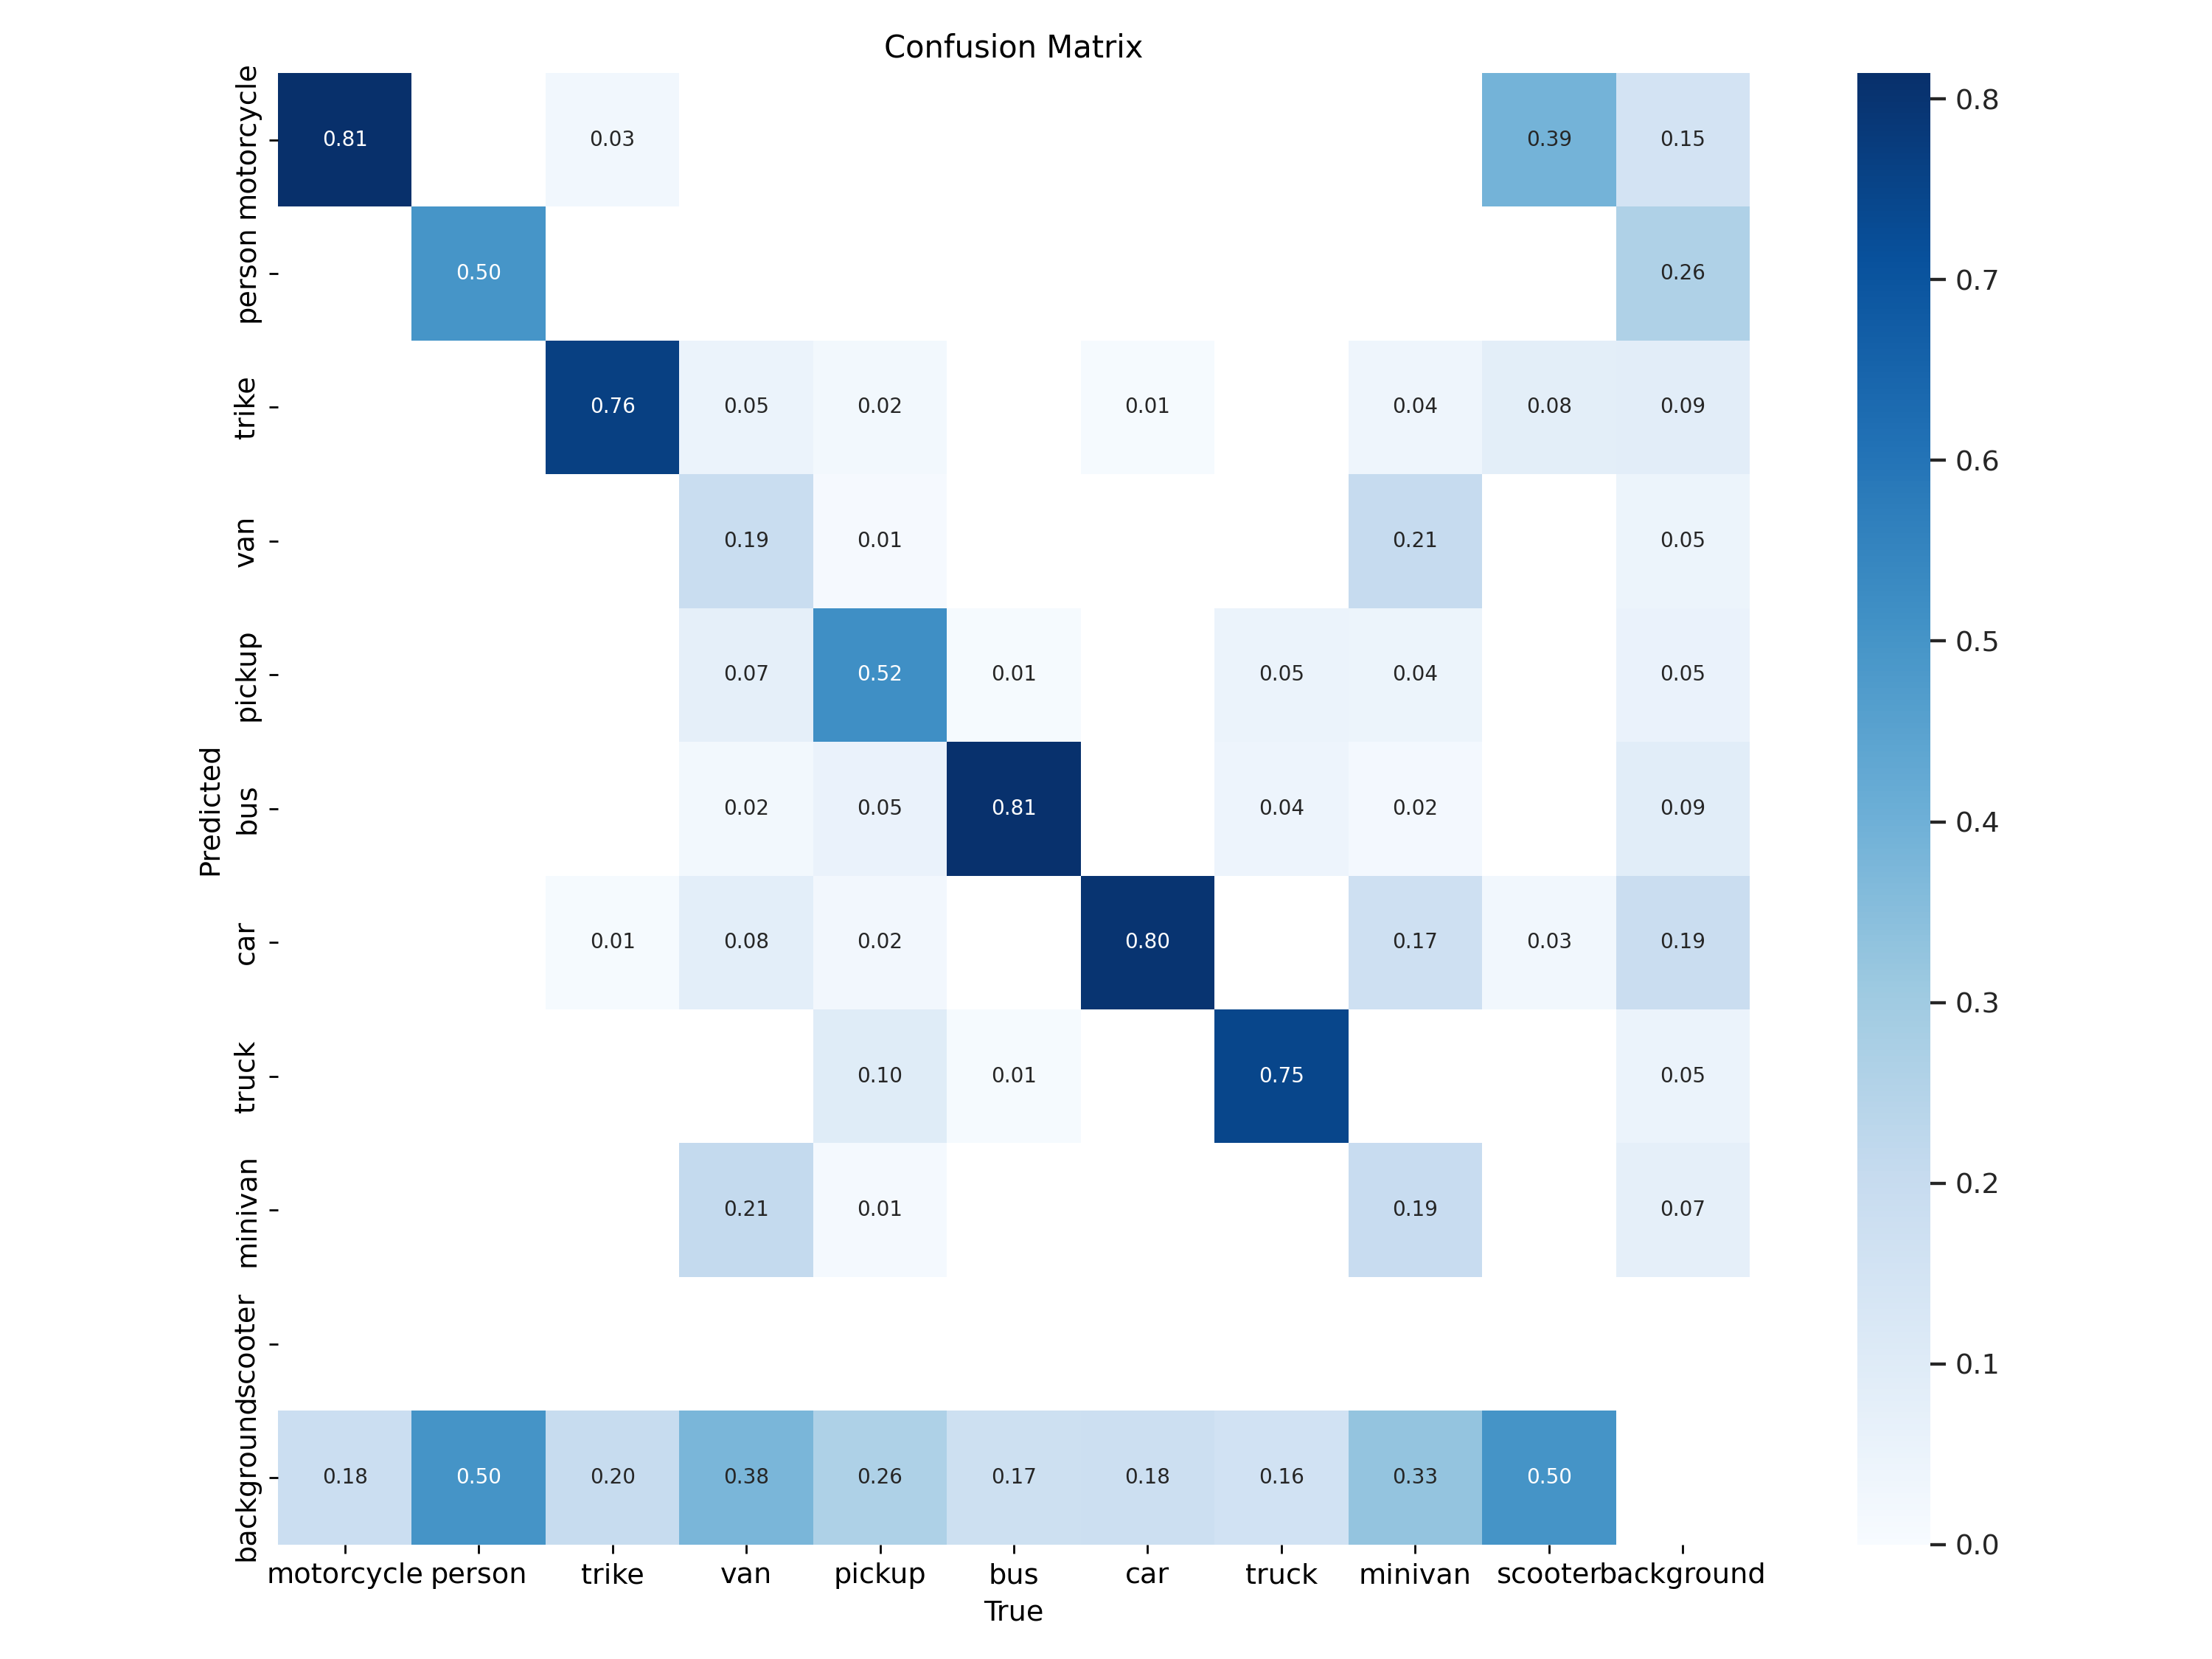 Confusion Matrix
motorcycle 0.81 0.03 0.39 0.15
person 0.50 0.26
trike 0.76 0.05 0.02 0.01 0.04 0.08 0.09
van 0.19 0.01 0.21 0.05
pickup 0.07 0.52 0.01 0.05 0.04 0.05
bus 0.02 0.05 0.81 0.04 0.02 0.09
car 0.01 0.08 0.02 0.80 0.17 0.03 0.19
truck 0.10 0.01 0.75 0.05
minivan 0.21 0.01 0.19 0.07
scooter
background 0.18 0.50 0.20 0.38 0.26 0.17 0.18 0.16 0.33 0.50
motorcycle person trike van pickup bus car truck minivan scooter background
True
Predicted
0.8
0.7
0.6
0.5
0.4
0.3
0.2
0.1
0.0